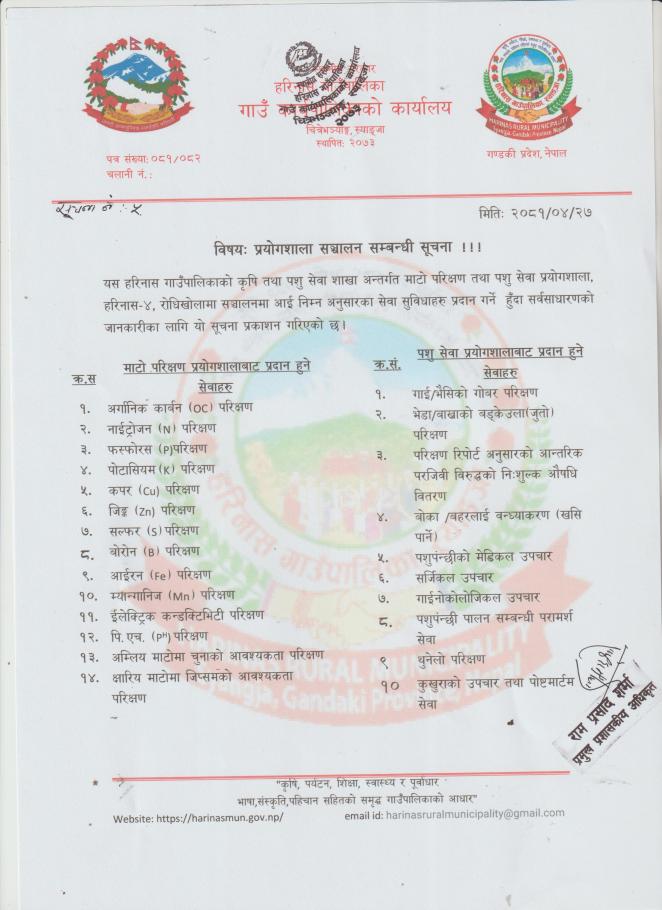 हरिनास गाउँपालिका
गाउँ कार्यपालिकाको कार्यालय
चित्रेभञ्ज्याङ्ग, स्याङ्जा
स्थापित: २०७३
HARINAS RURAL MUNICIPALITY
Syangja, Gandaki Province, Nepal
गण्डकी प्रदेश, नेपाल
पत्र संख्या: ०८१/०८२
चलानी नं.:
सूचना नं : ५
मिति: २०८१/०४/२७
विषय: प्रयोगशाला सञ्चालन सम्बन्धी सूचना !!!
यस हरिनास गाउँपालिकाको कृषि तथा पशु सेवा शाखा अन्तर्गत माटो परिक्षण तथा पशु सेवा प्रयोगशाला,
हरिनास-४, रोधिखोलामा सञ्चालनमा आई निम्न अनुसारका सेवा सुविधाहरु प्रदान गर्ने हुँदा सर्वसाधारणको
जानकारीका लागि यो सूचना प्रकाशन गरिएको छ।
क्र.स माटो परिक्षण प्रयोगशालाबाट प्रदान हुने
सेवाहरु
१. अर्गानिक कार्बन (OC) परिक्षण
२. नाईट्रोजन (N) परिक्षण
३. फस्फोरस (P)परिक्षण
४. पोटासियम (K) परिक्षण
५. कपर (Cu) परिक्षण
६. जिङ्क (Zn) परिक्षण
७. सल्फर (S) परिक्षण
८. बोरोन (B) परिक्षण
९. आईरन (Fe) परिक्षण
१०. म्यान्गानिज (Mn) परिक्षण
११. ईलेक्ट्रिक कन्डक्टिभिटी परिक्षण
१२. पि.एच. (PH) परिक्षण
१३. अम्लिय माटोमा चुनाको आवश्यकता परिक्षण
१४. क्षारिय माटोमा जिप्समको आवश्यकता
परिक्षण
क्र.सं. पशु सेवा प्रयोगशालाबाट प्रदान हुने
सेवाहरु
१. गाई/भैसिको गोबर परिक्षण
२. भेडा/बाखाको बड्केउला(जुतो)
परिक्षण
३. परिक्षण रिपोर्ट अनुसारको आन्तरिक
परजिवी विरुद्धको नि:शुल्क औषधि
वितरण
४. बोका /बहरलाई वन्ध्याकरण (खसि
पार्ने)
५. पशुपंन्छीको मेडिकल उपचार
६. सर्जिकल उपचार
७. गाईनोकोलोजिकल उपचार
८. पशुपंन्छी पालन सम्बन्धी परामर्श
सेवा
९ थुनेलो परिक्षण
१० कुखुराको उपचार तथा पोष्टमार्टम
सेवा
राम प्रसाद शर्मा
प्रमुख प्रशासकीय अधिकृत
"कृषि, पर्यटन, शिक्षा, स्वास्थ्य र पूर्वाधार
भाषा,संस्कृति,पहिचान सहितको समृद्ध गाउँपालिकाको आधार"
Website: https://harinasmun.gov.np/ email id: harinasruralmunicipality@gmail.com